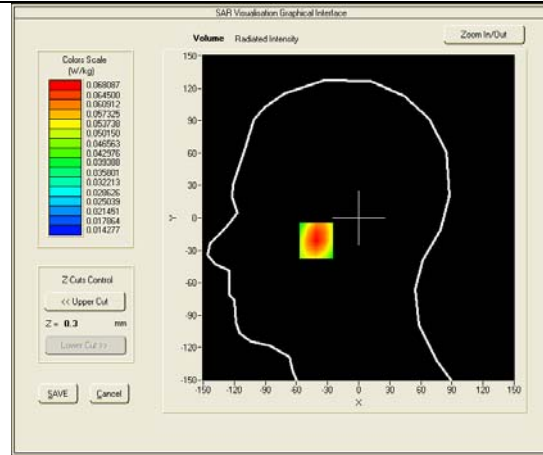 SAR Visualisation Graphical Interface
Volume Radiated Intensity
Zoom In/Out
Colors Scale
(W/kg)
0.068087
0.064500
0.060912
0.057325
0.053738
0.050150
0.046563
0.042976
0.039388
0.035801
0.032213
0.028626
0.025039
0.021451
0.017864
0.014277
Z Cuts Control
<< Upper Cut
Z = 0.3 mm
Lower Cut >>
SAVE
Cancel
150
120
90
60
30
0
-30
-60
-90
-120
-150
Y
-150 -120 -90 -60 -30 0 30 60 90 120 150
X